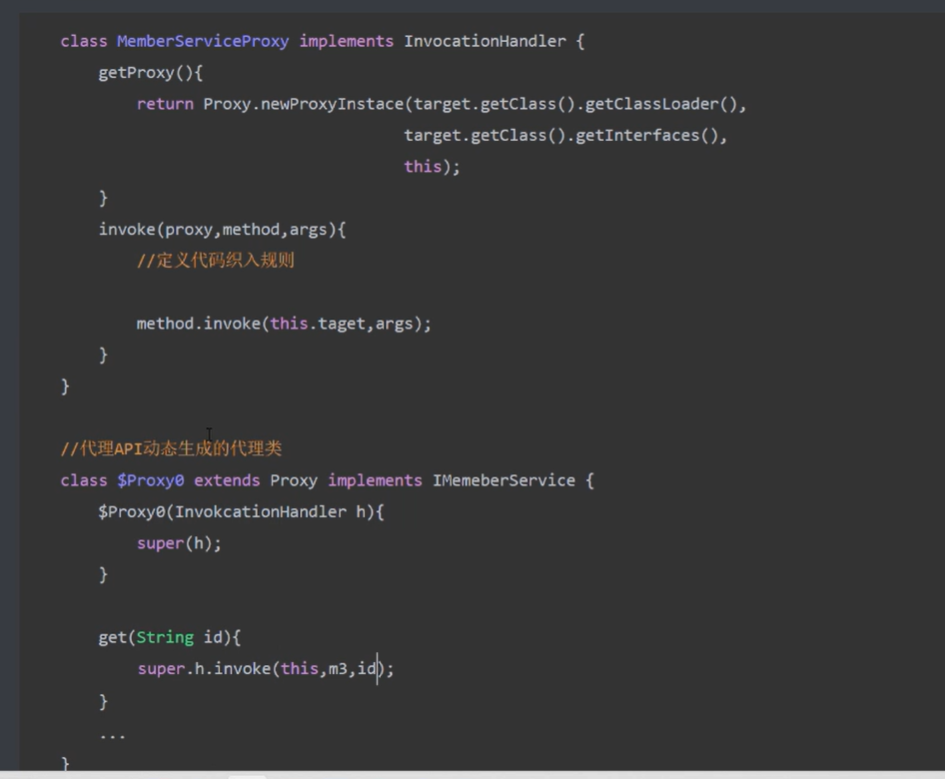 class MemberServiceProxy implements InvocationHandler {
getProxy(){
return Proxy.newProxyInstace(target.getClass().getClassLoader(),
target.getClass().getInterfaces(),
this);
}
invoke(proxy,method,args){
//定义代码织入规则
method.invoke(this.taget,args);
}
}
//代理API动态生成的代理类
class $Proxy0 extends Proxy implements IMemeberService {
$Proxy0(InvokcationHandler h){
super(h);
}
get(String id){
super.h.invoke(this,m3,id);
}
...
}